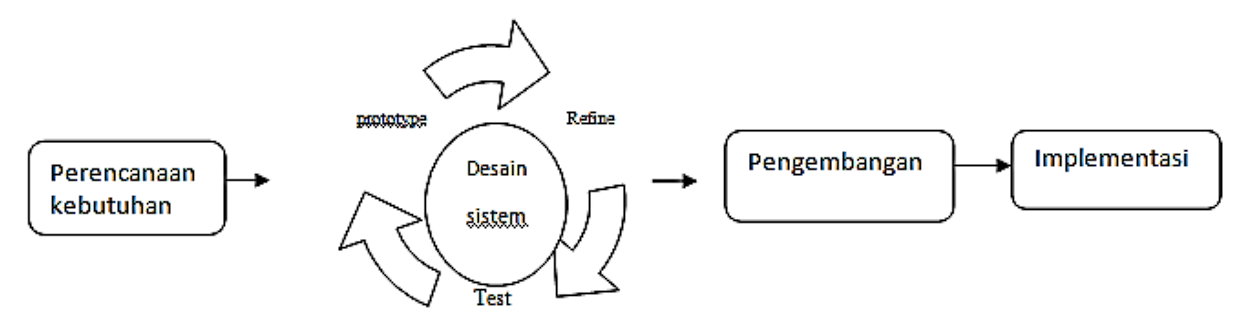 Perencanaan
kebutuhan
prototype
Refine
Desain
sistem
Test
Pengembangan
Implementasi